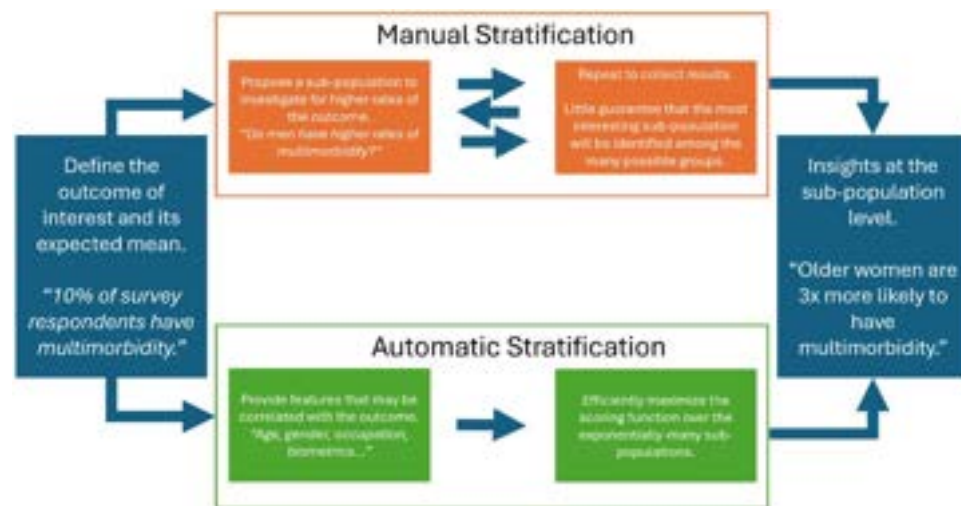 Manual Stratification
Propose a sub-population to
investigate for higher rates of
the outcome.
"Do men have higher rates of
multimorbidity?"
Repeat to collect results.
Little guarantee that the most
interesting sub-population
will be identified among the
many possible groups.
Define the
outcome of
interest and its
expected mean.
"10% of survey
respondents have
multimorbidity."
Insights at the
sub-population
level.
"Older women are
3x more likely to
have
multimorbidity."
Automatic Stratification
Provide features that may be
correlated with the outcome.
"Age, gender, occupation,
biometrics..."
Efficiently maximize the
scoring function over the
exponentially-many sub-
populations.